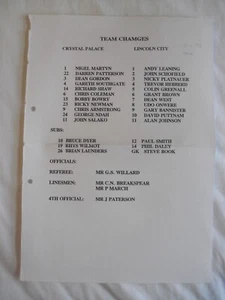 TEAM CHAMGES
CRYSTAL PALACE LINCOLN CITY
1 NIGEL MARTYN 1 ANDY LEANING
22 DARREN PATTERSON 2 JOHN SCHOFIELD
3 DEAN GORDON 3 NICKY PLATNAUER
4 GARETH SOUTHGATE 4 TREVOR HEBBERD
16 RICHARD SHAW 5 COLIN GREENALL
6 CHRIS COLEMAN 6 GRANT BROWN
15 BOBBY BOWRY 7 DEAN WEST
23 RICKY NEWMAN 8 UDO ONWERE
9 CHRIS ARMSTRONG 9 GARY BANNISTER
24 GEORGE NDAH 10 DAVID PUTTNAM
11 JOHN SALAKO 11 ALAN JOHNSON
SUBS:
18 BRUCE DYER 12 PAUL SMITH
19 RHYS WILMOT 14 PHIL DALEY
26 BRIAN LAUNDERS GK STEVE BOOK
OFFICIALS:
REFEREE: MR G.S. WILLARD
LINESMEN: MR C.N. BREAKSPEAR
MR P MARCH
4TH OFFICIAL: MR J PATERSON